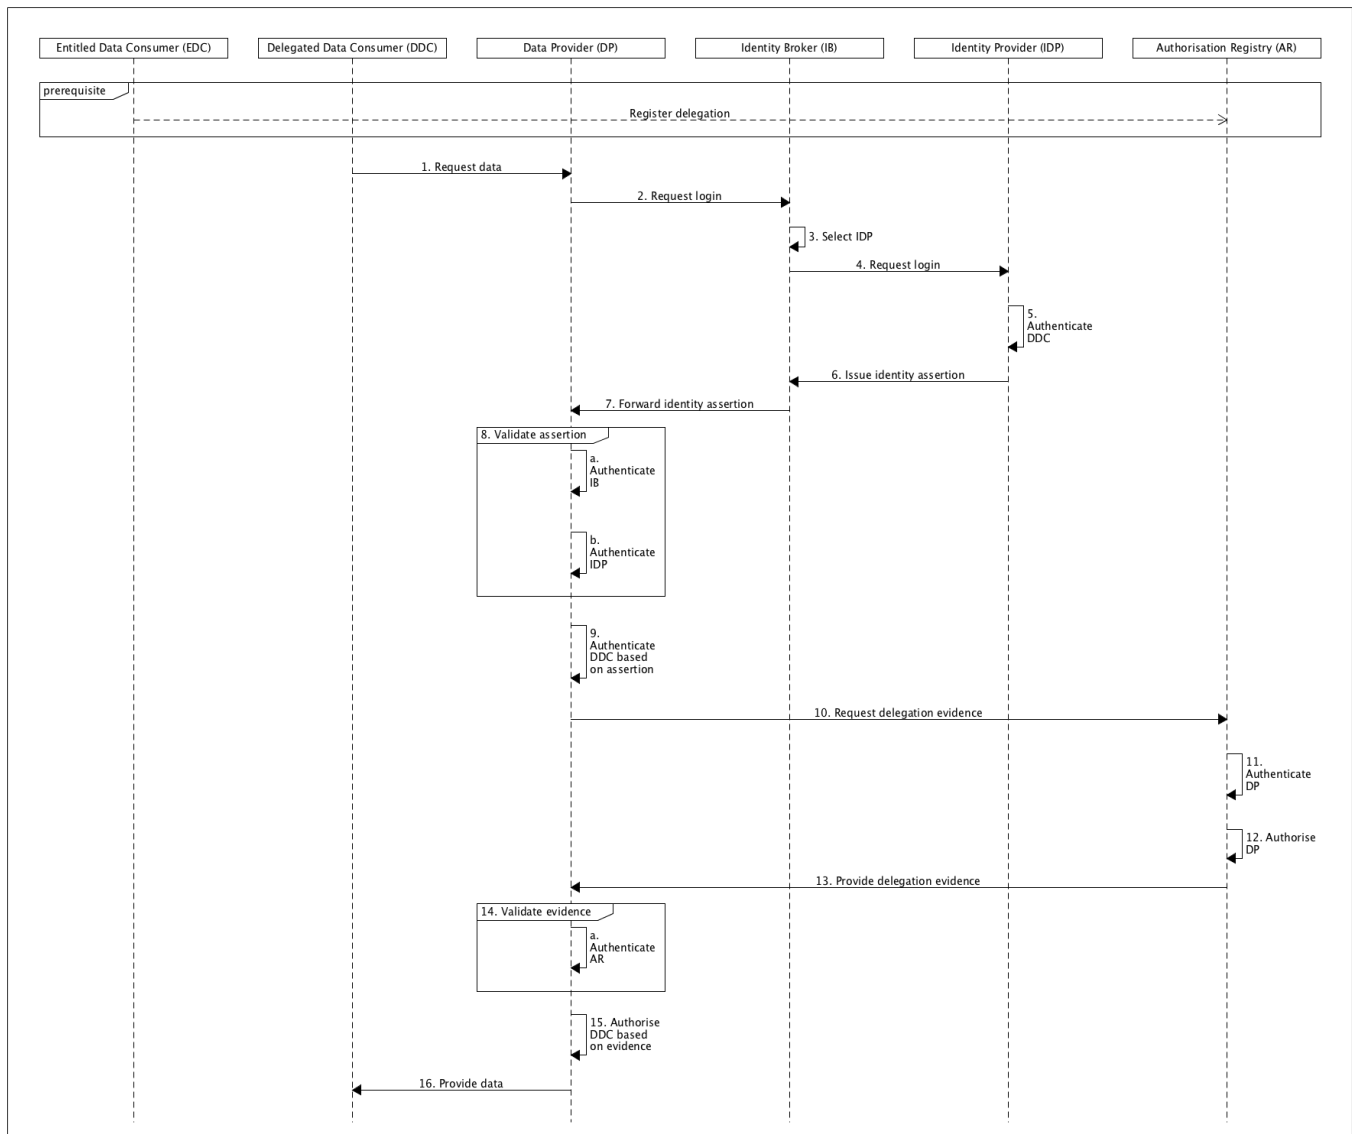 Entitled Data Consumer (EDC)
Delegated Data Consumer (DDC)
Data Provider (DP)
Identity Broker (IB)
Identity Provider (IDP)
Authorisation Registry (AR)
prerequisite
Register delegation
1. Request data
2. Request login
3. Select IDP
4. Request login
5.
Authenticate
DDC
6. Issue identity assertion
7. Forward identity assertion
8. Validate assertion
a.
Authenticate
IB
b.
Authenticate
IDP
9.
Authenticate
DDC based
on assertion
10. Request delegation evidence
11.
Authenticate
DP
12. Authorise
DP
13. Provide delegation evidence
14. Validate evidence
a.
Authenticate
AR
15. Authorise
DDC based
on evidence
16. Provide data